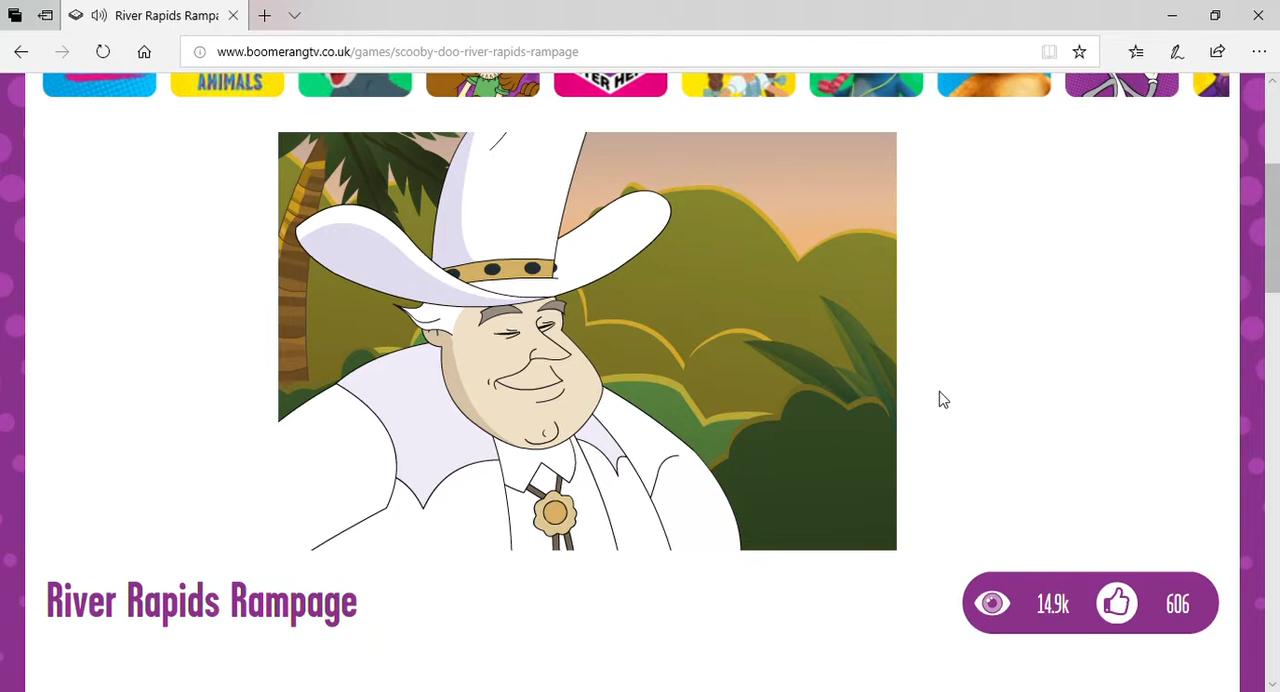 River Rapids Rampa
www.boomerangtv.co.uk/games/scooby-doo-river-rapids-rampage
ANIMALS
River Rapids Rampage
14.9k
606